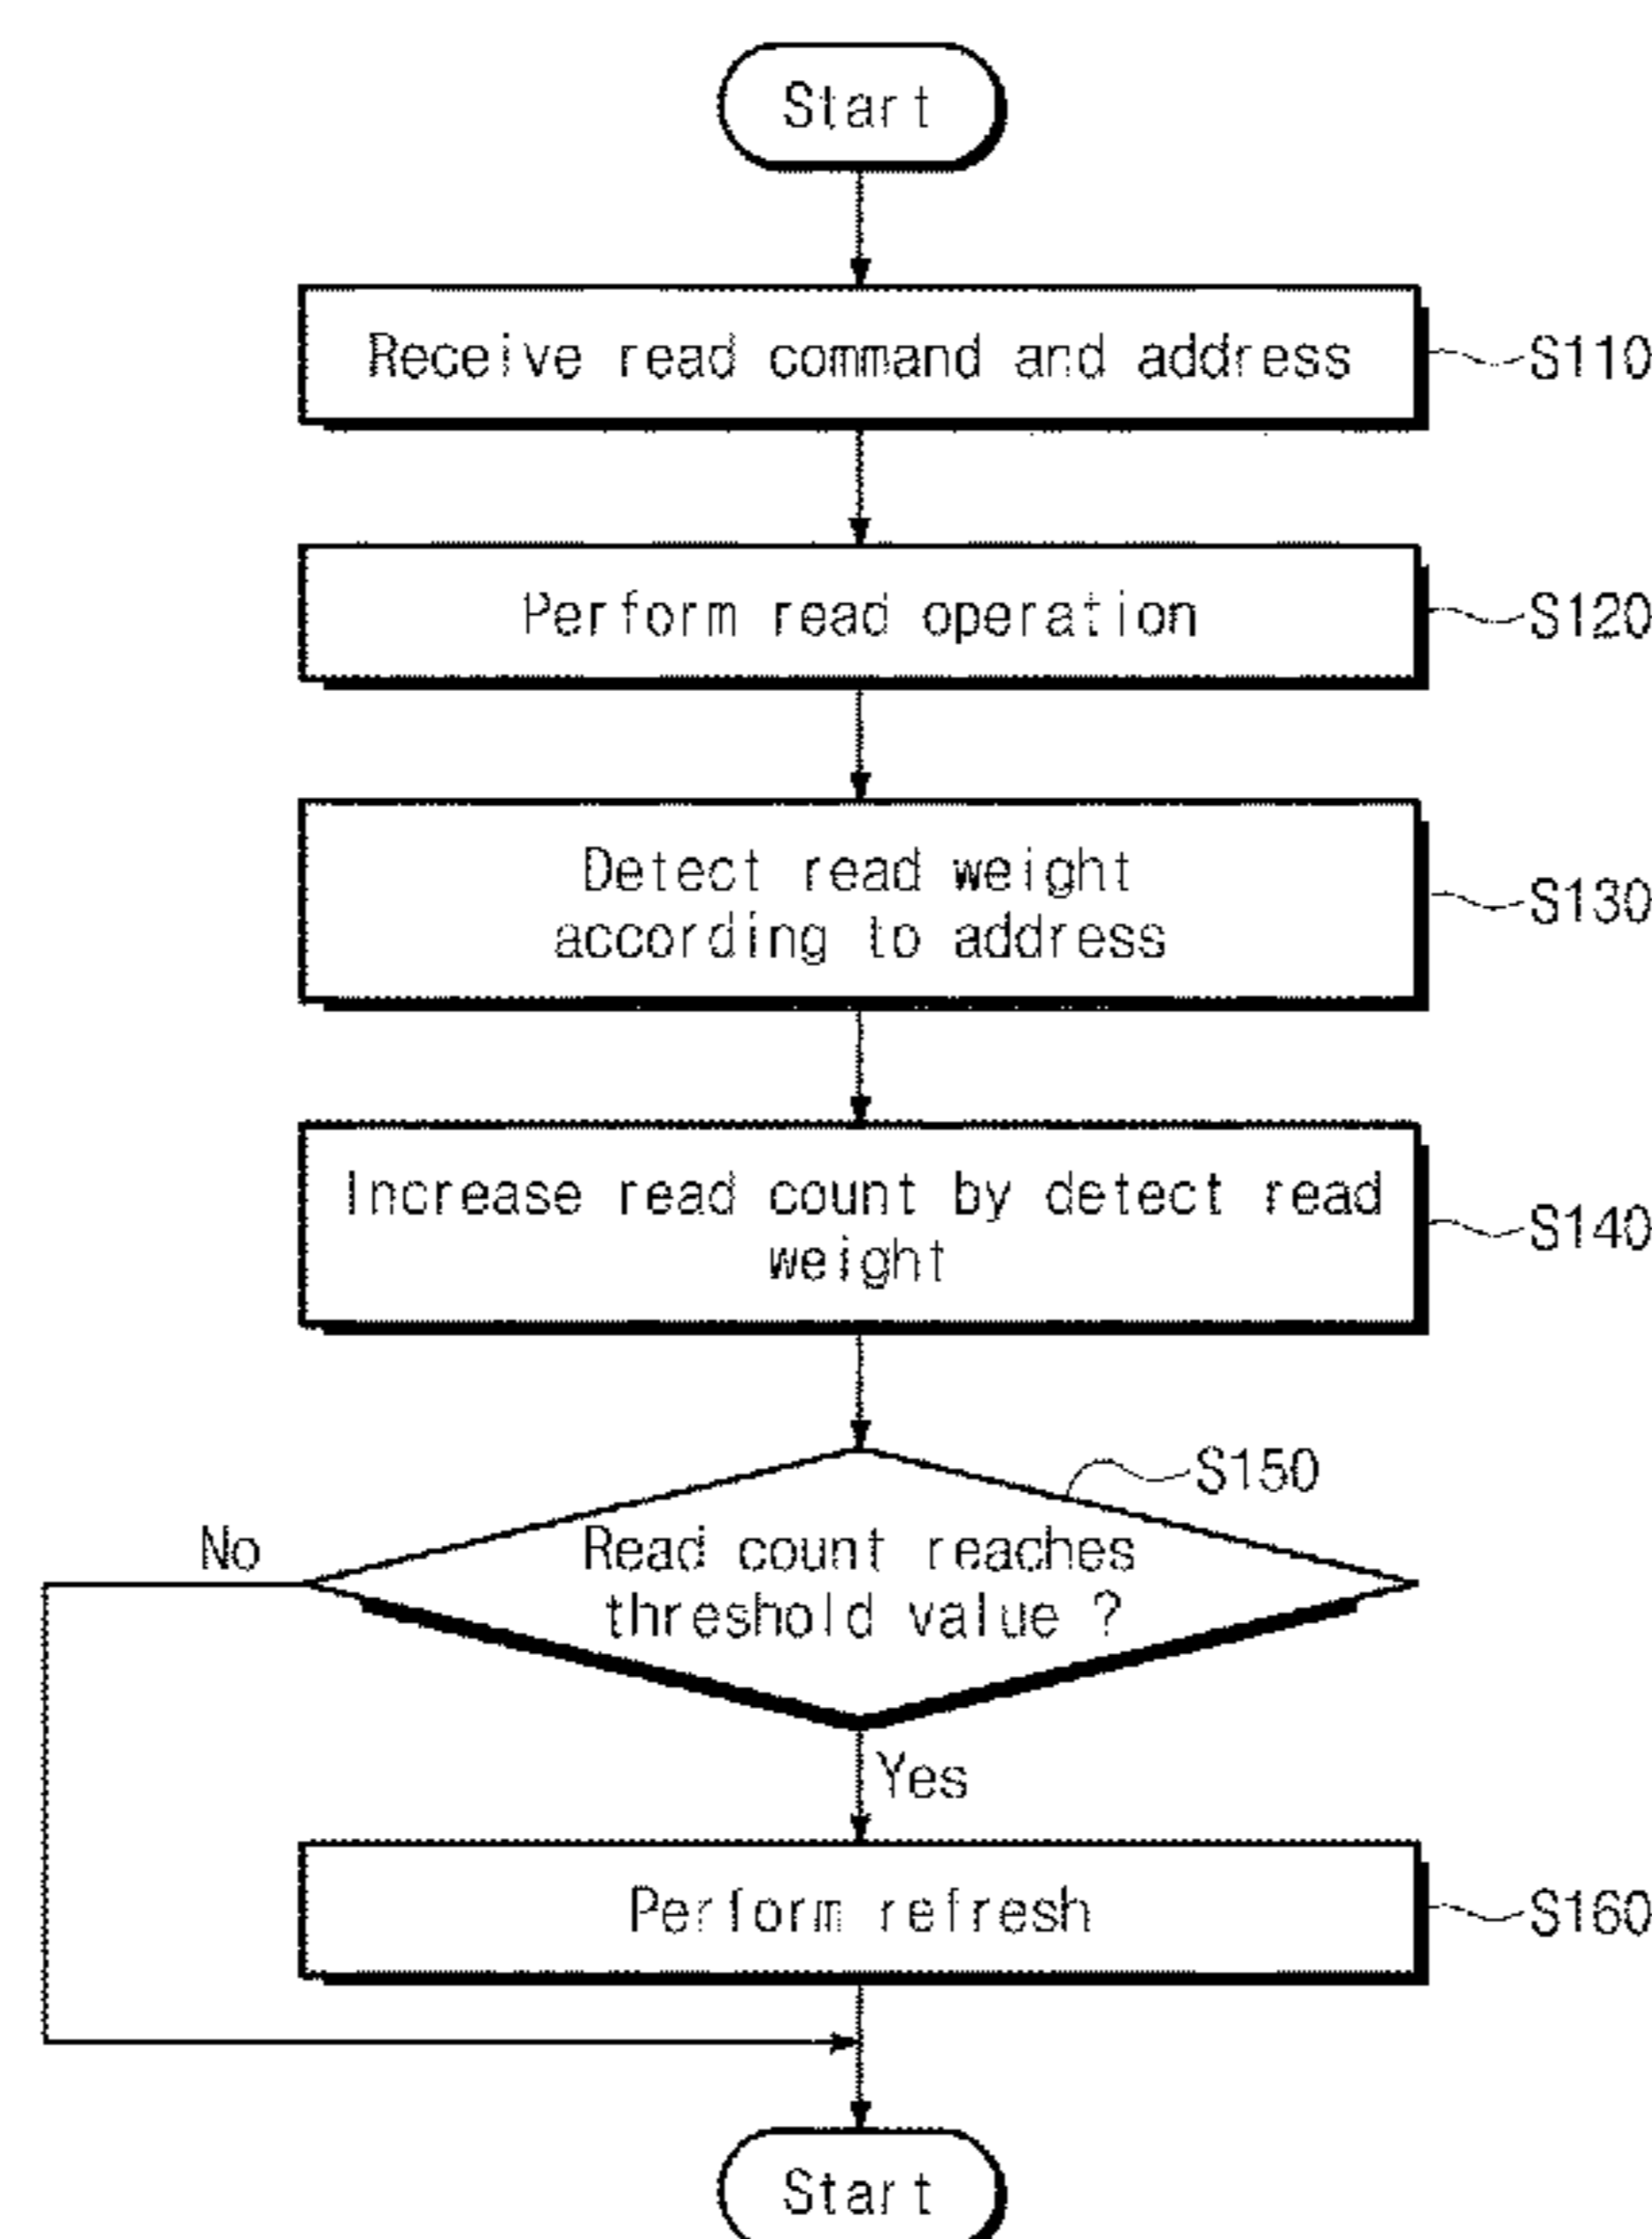 Start
Receive read command and address
S110
Perform read operation
S120
Detect read weight
according to address
S130
Increase read count by detect read
weight
S140
S150
No
Read count reaches
threshold value ?
Yes
Perform refresh
S160
Start